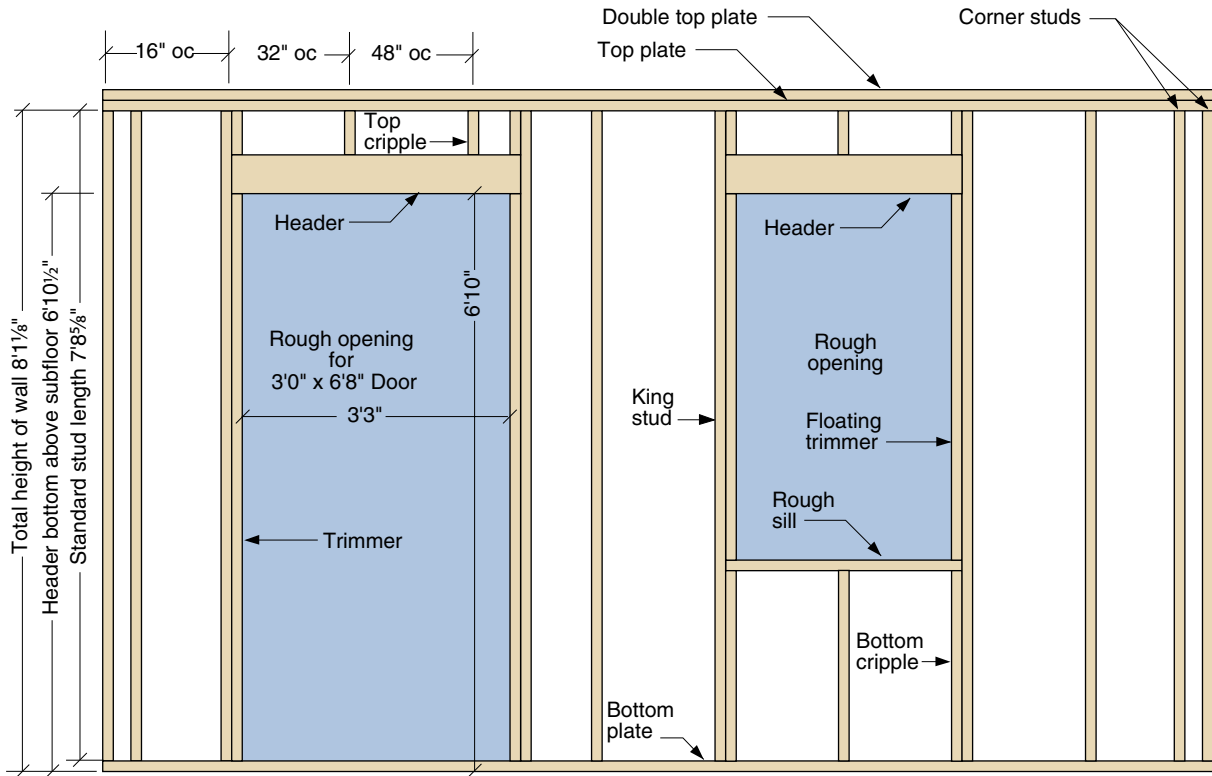 Double top plate
Corner studs
Top plate
16" oc
32" oc
48" oc
Top
cripple
Header
Header
6'10"
Rough opening
for
3'0" x 6'8" Door
3'3"
Rough
opening
King
stud
Floating
trimmer
Rough
sill
Trimmer
Bottom
cripple
Bottom
plate
Total height of wall 8'1⅛"
Header bottom above subfloor 6'10½"
Standard stud length 7'8⅝"